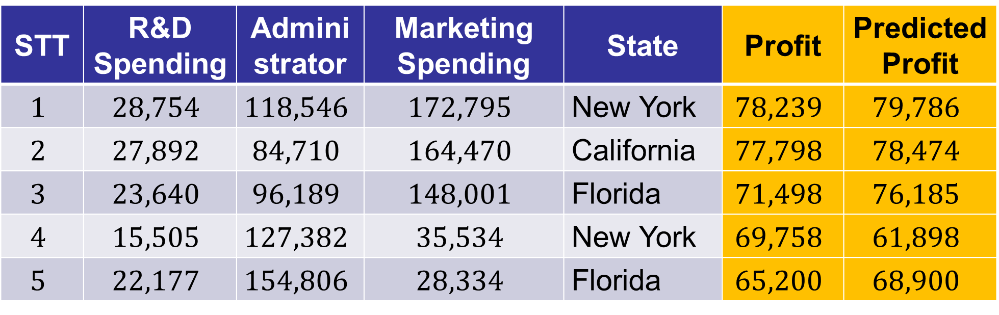 STT R&D Spending Admini strator Marketing Spending State Profit Predicted Profit
1 28,754 118,546 172,795 New York 78,239 79,786
2 27,892 84,710 164,470 California 77,798 78,474
3 23,640 96,189 148,001 Florida 71,498 76,185
4 15,505 127,382 35,534 New York 69,758 61,898
5 22,177 154,806 28,334 Florida 65,200 68,900